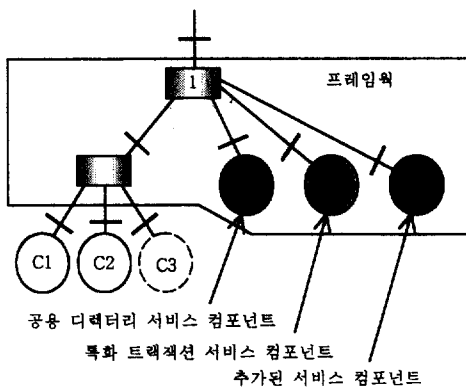 1
프레임웍
C1 C2 C3
공용 디렉터리 서비스 컴포넌트
특화 트랙잭션 서비스 컴포넌트
추가된 서비스 컴포넌트